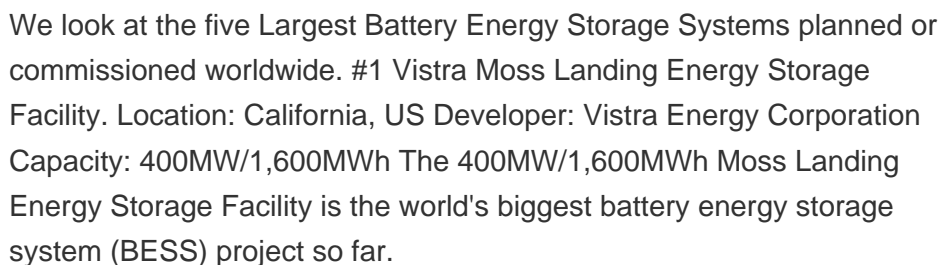 We look at the five Largest Battery Energy Storage Systems planned or
commissioned worldwide. #1 Vistra Moss Landing Energy Storage
Facility. Location: California, US Developer: Vistra Energy Corporation
Capacity: 400MW/1,600MWh The 400MW/1,600MWh Moss Landing
Energy Storage Facility is the world's biggest battery energy storage
system (BESS) project so far.